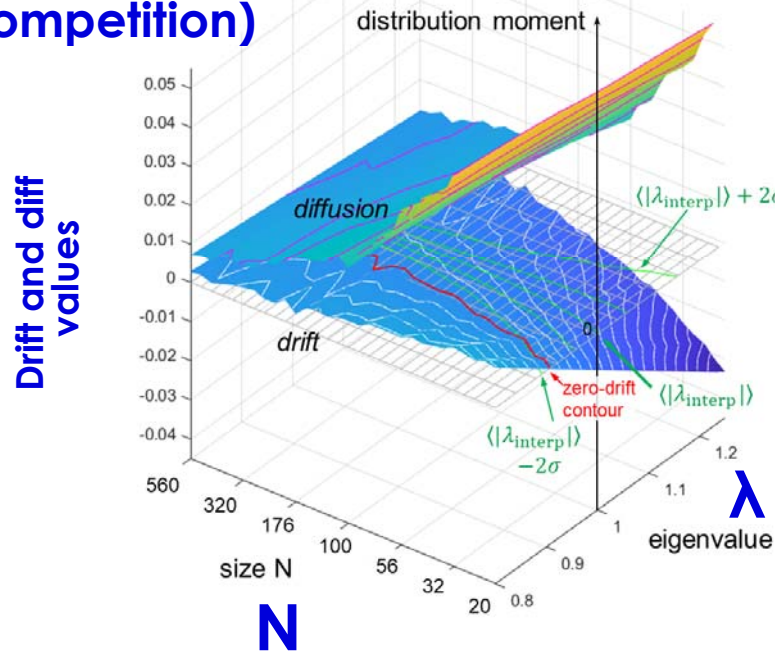 ompetition)
distribution moment
0.05
0.04
0.03
0.02
0.01
0
-0.01
-0.02
-0.03
-0.04
Drift and diff
values
diffusion
drift
⟨|λinterp|⟩ + 2σ
0
zero-drift
contour
⟨|λinterp|⟩
⟨|λinterp|⟩
−2σ
560
320
176
100
56
32
20
size N
N
0.8
0.9
1
1.1
1.2
λ
eigenvalue